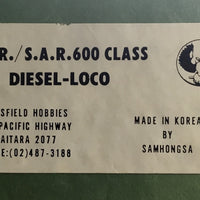 R./S.A.R.600 CLASS
DIESEL-LOCO
SFIELD HOBBIES
PACIFIC HIGHWAY
AITARA 2077
E:(02)487-3188
MADE IN KOREA
BY
SAMHONGSA